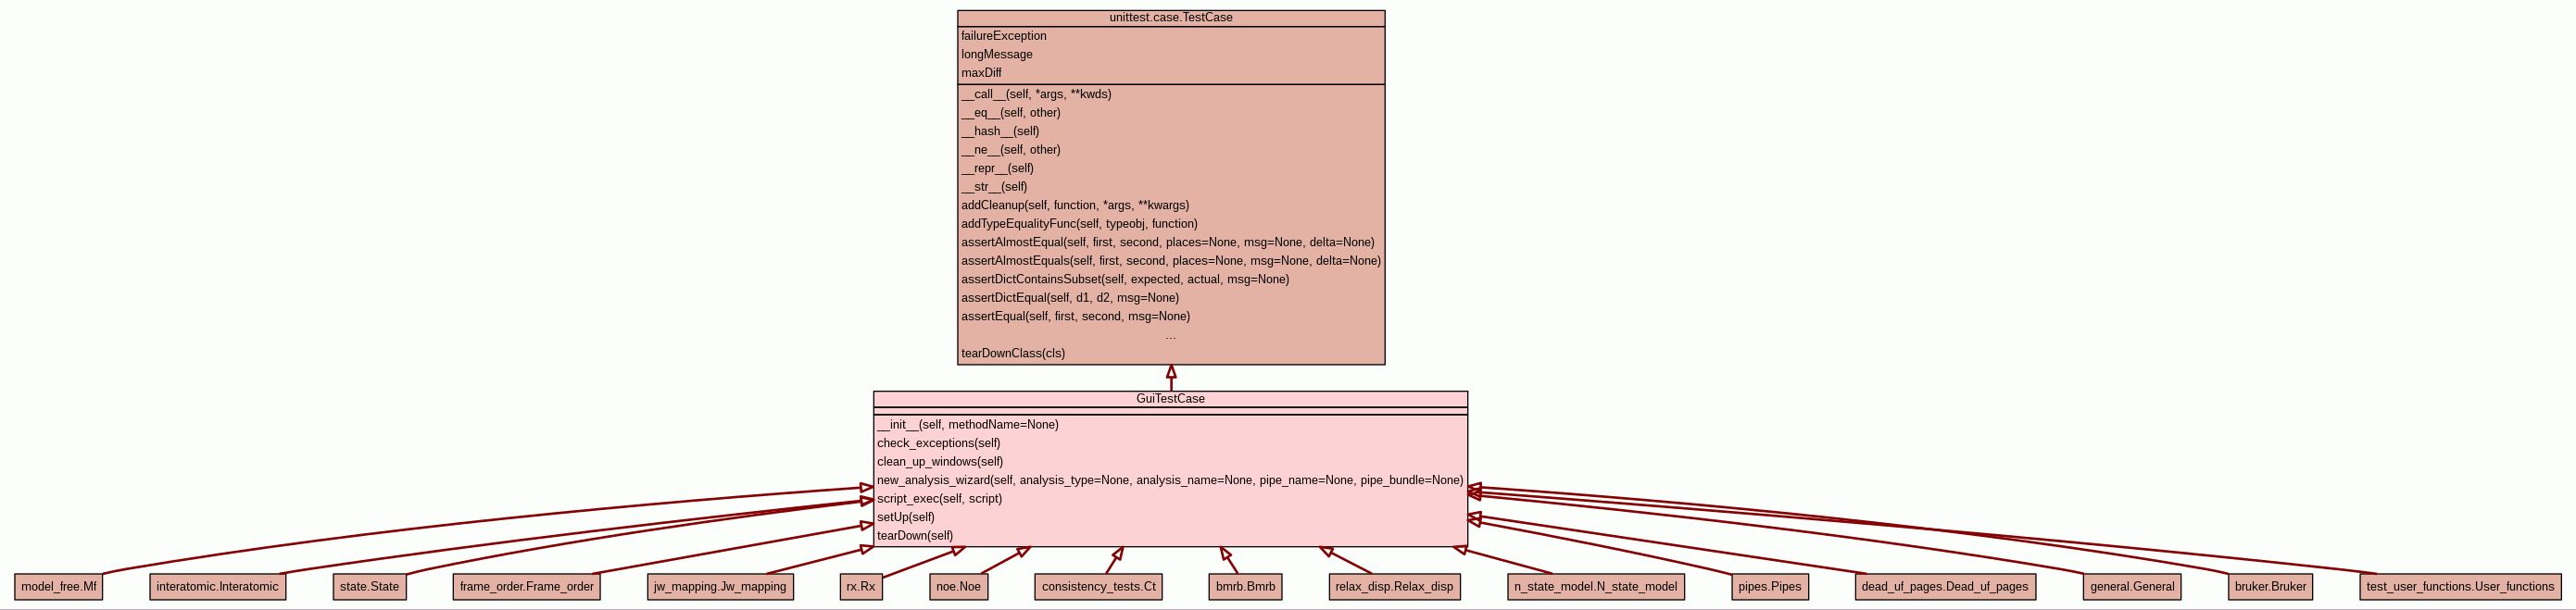 unittest.case.TestCase
failureException
longMessage
maxDiff
__call__(self, *args, **kwds)
__eq__(self, other)
__hash__(self)
__ne__(self, other)
__repr__(self)
__str__(self)
addCleanup(self, function, *args, **kwargs)
addTypeEqualityFunc(self, typeobj, function)
assertAlmostEqual(self, first, second, places=None, msg=None, delta=None)
assertAlmostEquals(self, first, second, places=None, msg=None, delta=None)
assertDictContainsSubset(self, expected, actual, msg=None)
assertDictEqual(self, d1, d2, msg=None)
assertEqual(self, first, second, msg=None)
...
tearDownClass(cls)
GuiTestCase
__init__(self, methodName=None)
check_exceptions(self)
clean_up_windows(self)
new_analysis_wizard(self, analysis_type=None, analysis_name=None, pipe_name=None, pipe_bundle=None)
script_exec(self, script)
setUp(self)
tearDown(self)
model_free.Mf
interatomic.Interatomic
state.State
frame_order.Frame_order
jw_mapping.Jw_mapping
rx.Rx
noe.Noe
consistency_tests.Ct
bmrb.Bmrb
relax_disp.Relax_disp
n_state_model.N_state_model
pipes.Pipes
dead_uf_pages.Dead_uf_pages
general.General
bruker.Bruker
test_user_functions.User_functions